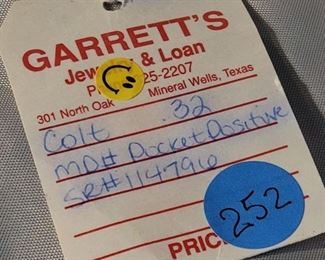 GARRETT'S
& Loan
25-2207
301 North Oak Mineral Wells, Texas
Colt .32
MD# Pocket Positive
SR# 114796
252
PRIC